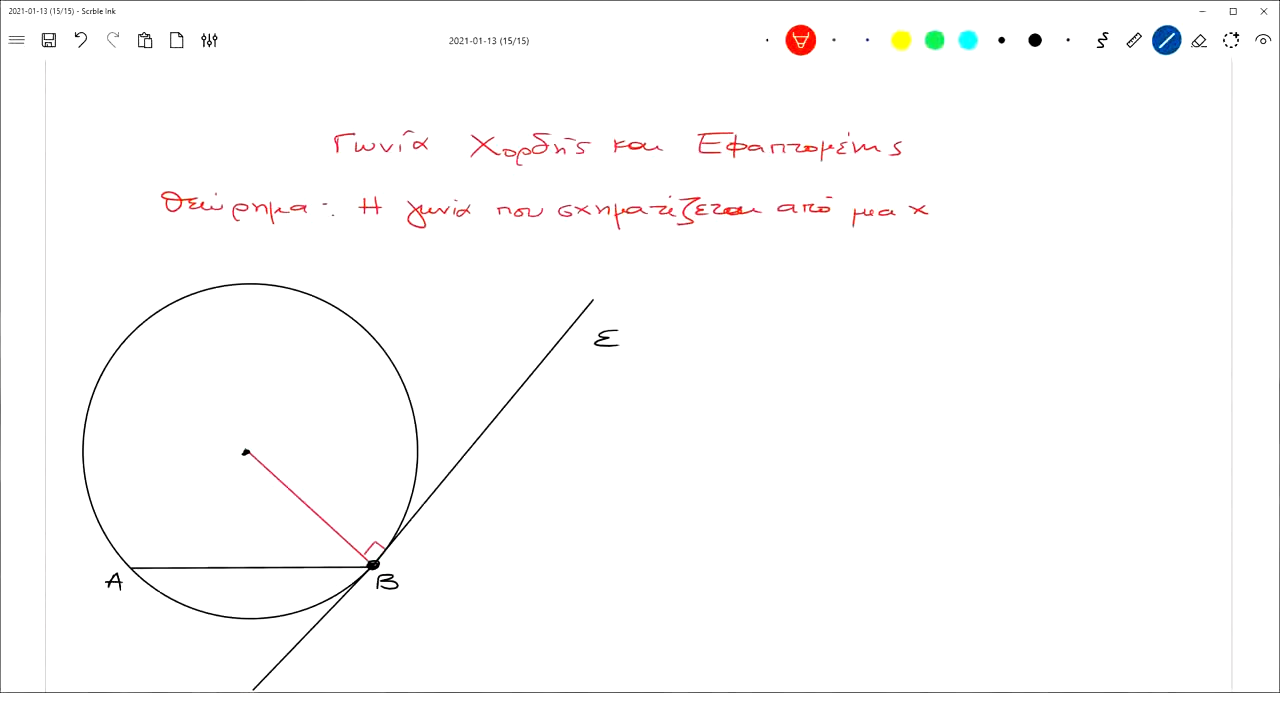 2021-01-13 (15/15) - Scrble Ink
2021-01-13 (15/15)
Γωνία Χορδής και Εφαπτομένης
Θεώρημα: Η γωνία που σχηματίζεται από μια χ
ε
A
B